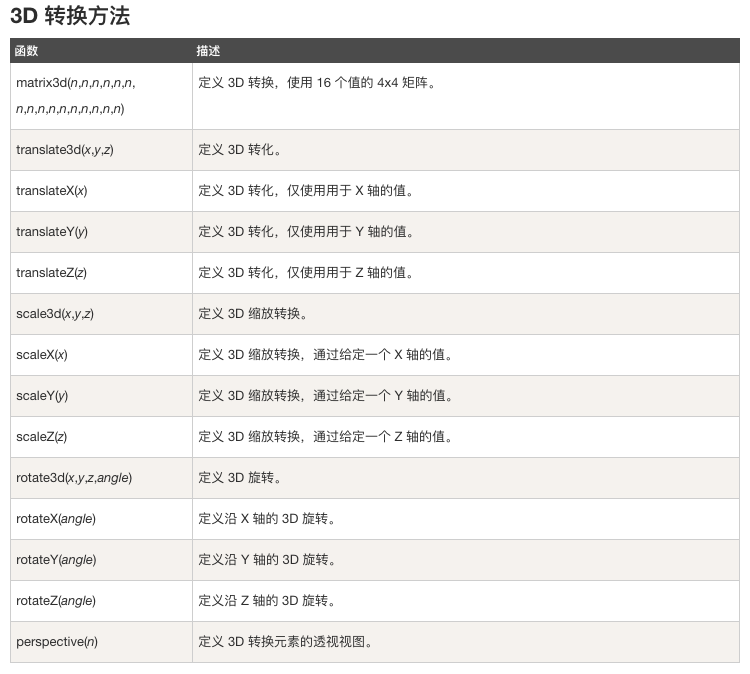 3D 转换方法
函数 描述
matrix3d(n,n,n,n,n,n, 定义 3D 转换，使用 16 个值的 4x4 矩阵。
n,n,n,n,n,n,n,n,n,n)
translate3d(x,y,z) 定义 3D 转化。
translateX(x) 定义 3D 转化，仅使用用于 X 轴的值。
translateY(y) 定义 3D 转化，仅使用用于 Y 轴的值。
translateZ(z) 定义 3D 转化，仅使用用于 Z 轴的值。
scale3d(x,y,z) 定义 3D 缩放转换。
scaleX(x) 定义 3D 缩放转换，通过给定一个 X 轴的值。
scaleY(y) 定义 3D 缩放转换，通过给定一个 Y 轴的值。
scaleZ(z) 定义 3D 缩放转换，通过给定一个 Z 轴的值。
rotate3d(x,y,z,angle) 定义 3D 旋转。
rotateX(angle) 定义沿 X 轴的 3D 旋转。
rotateY(angle) 定义沿 Y 轴的 3D 旋转。
rotateZ(angle) 定义沿 Z 轴的 3D 旋转。
perspective(n) 定义 3D 转换元素的透视视图。